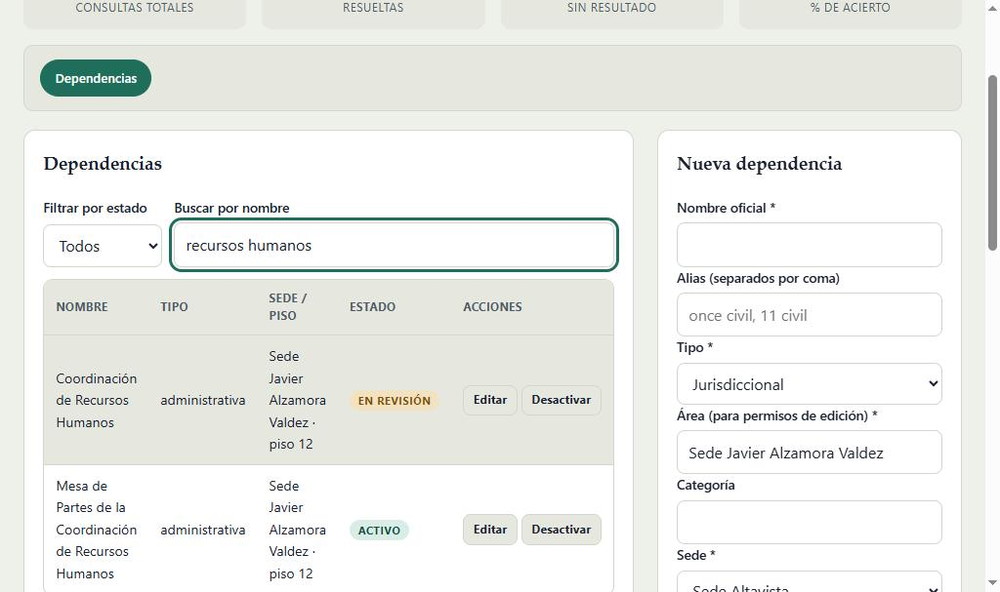 CONSULTAS TOTALES
RESUELTAS
SIN RESULTADO
% DE ACIERTO
Dependencias
Dependencias
Filtrar por estado
Buscar por nombre
Todos
recursos humanos
NOMBRE
TIPO
SEDE /
PISO
ESTADO
ACCIONES
Coordinación
de Recursos
Humanos
administrativa
Sede
Javier
Alzamora
Valdez ·
piso 12
EN REVISIÓN
Editar
Desactivar
Mesa de
Partes de la
Coordinación
de Recursos
Humanos
administrativa
Sede
Javier
Alzamora
Valdez ·
piso 12
ACTIVO
Editar
Desactivar
Nueva dependencia
Nombre oficial *
Alias (separados por coma)
once civil, 11 civil
Tipo *
Jurisdiccional
Área (para permisos de edición) *
Sede Javier Alzamora Valdez
Categoría
Sede *
Sede Altavista